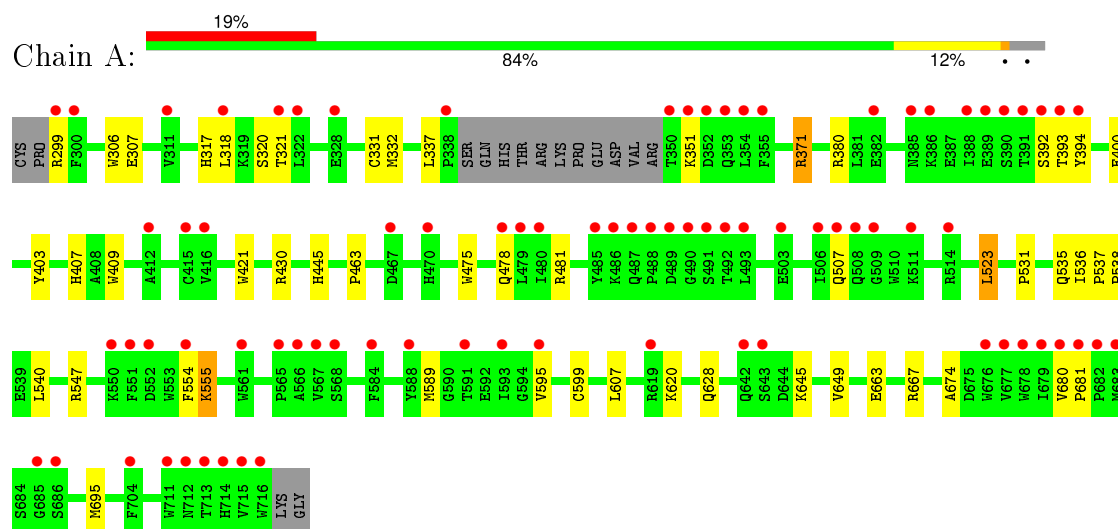 19%
Chain A:
84% 12% • •
CYS PRO R299 F300 W306 E307 V311 H317 L318 K319 S320 T321 L322 E328 C331 M332 L337 P338 SER GLN HIS THR ARG LYS PRO GLU ASP VAL ARG T350 K351 D352 Q353 L354 F355 R371 R380 L381 E382 N385 K386 E387 T388 E389 S390 T391 S392 T393 Y394
Y403 H407 A408 W409 A412 C415 V416 W421 R430 H445 P463 D467 H470 W475 Q478 L479 I480 R481 Y485 K486 Q487 P488 D489 G490 S491 T492 L493 E503 I506 Q507 Q508 G509 W510 K511 R514 L523 P531 Q535 I536 P537 P538
E539 L540 R547 K550 F551 D552 W553 F554 K555 W561 P565 A566 V567 S568 F584 Y588 M589 G590 T591 E592 I593 G594 V595 C599 L607 R619 K620 Q628 Q642 S643 D644 K645 V649 E663 R667 A674 D675 W676 V677 W678 I679 V680 P681 P682
S684 G685 S686 M695 F704 W711 N712 T713 H714 V715 W716 LYS GLY